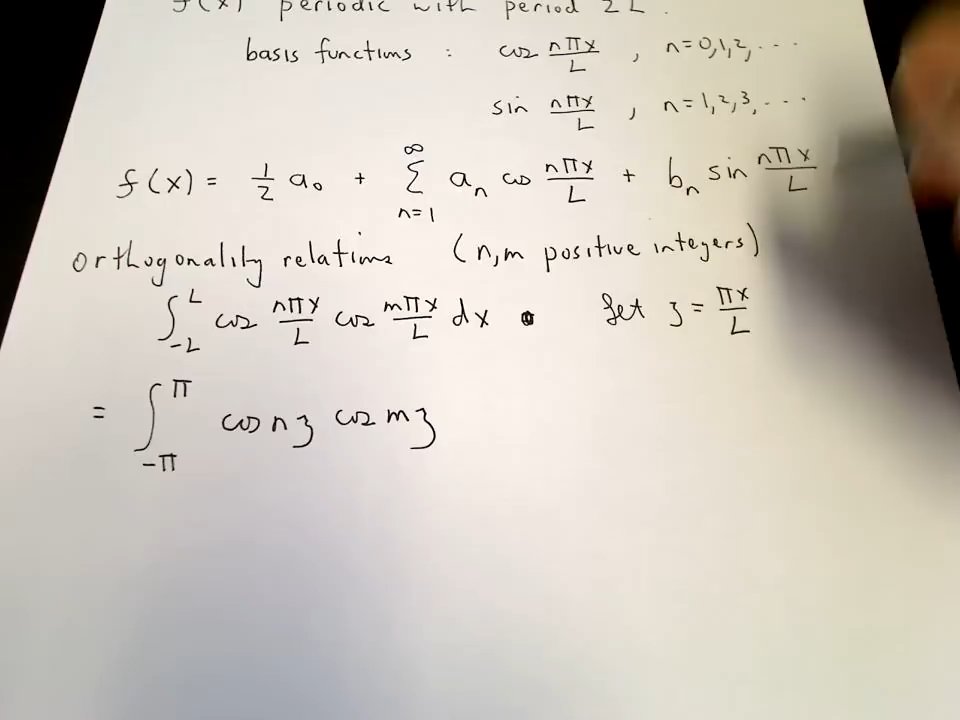 f(x) periodic with period 2L.
basis functions : cos nπx/L , n=0,1,2,...
sin nπx/L , n=1,2,3,...
f(x) = 1/2 a₀ + ∑_{n=1}^{∞} aₙ cos nπx/L + bₙ sin nπx/L
orthogonality relations (n,m positive integers)
∫_{-L}^{L} cos nπx/L cos mπx/L dx Let ʒ = πx/L
= ∫_{-π}^{π} cos nʒ cos mʒ